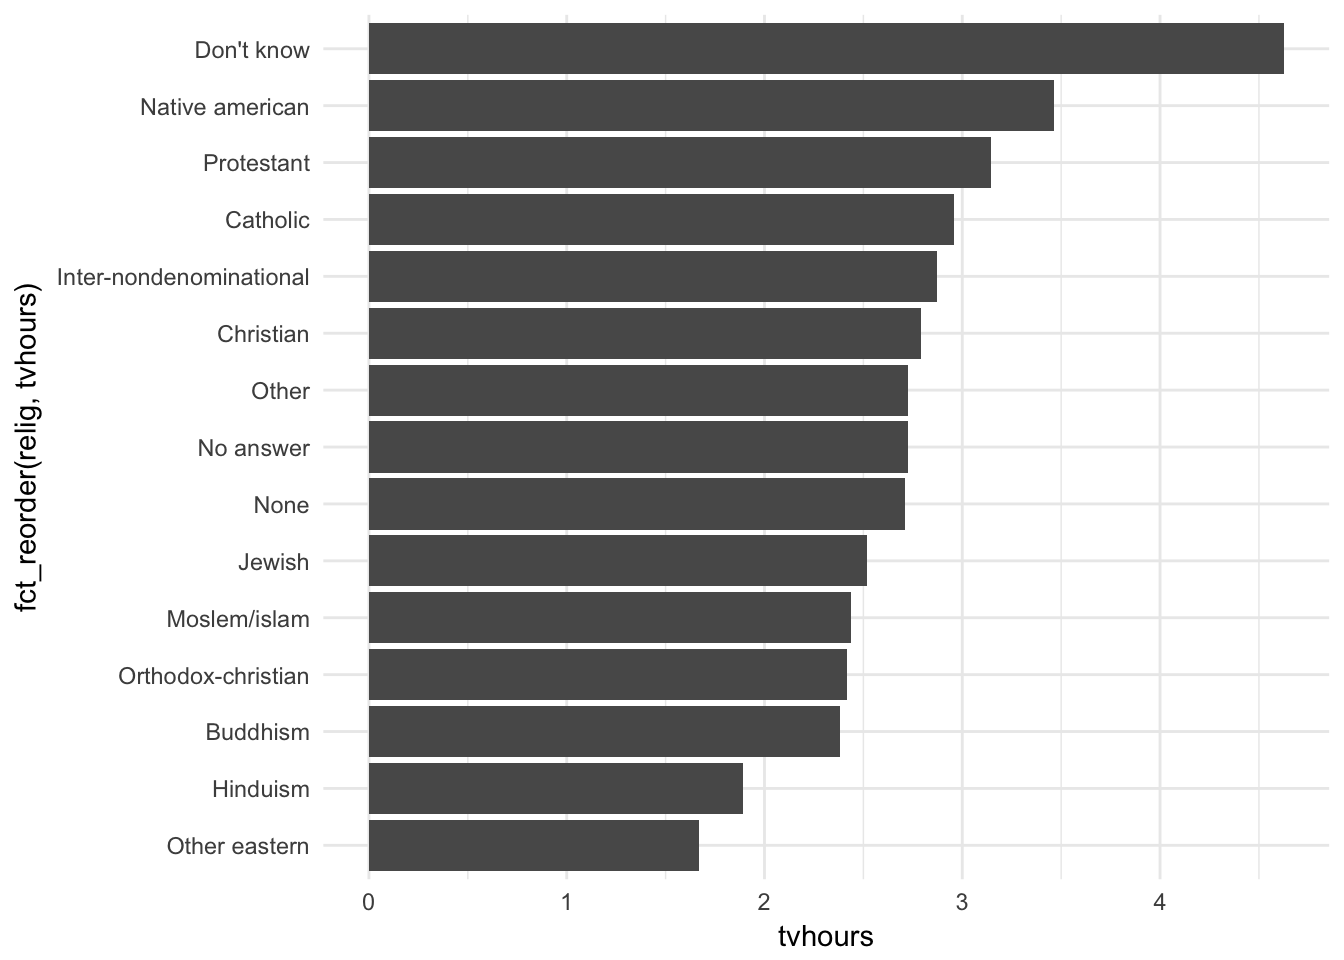 Don't know
Native american
Protestant
Catholic
Inter-nondenominational
Christian
Other
No answer
None
Jewish
Moslem/islam
Orthodox-christian
Buddhism
Hinduism
Other eastern
fct_reorder(relig, tvhours)
0 1 2 3 4
tvhours